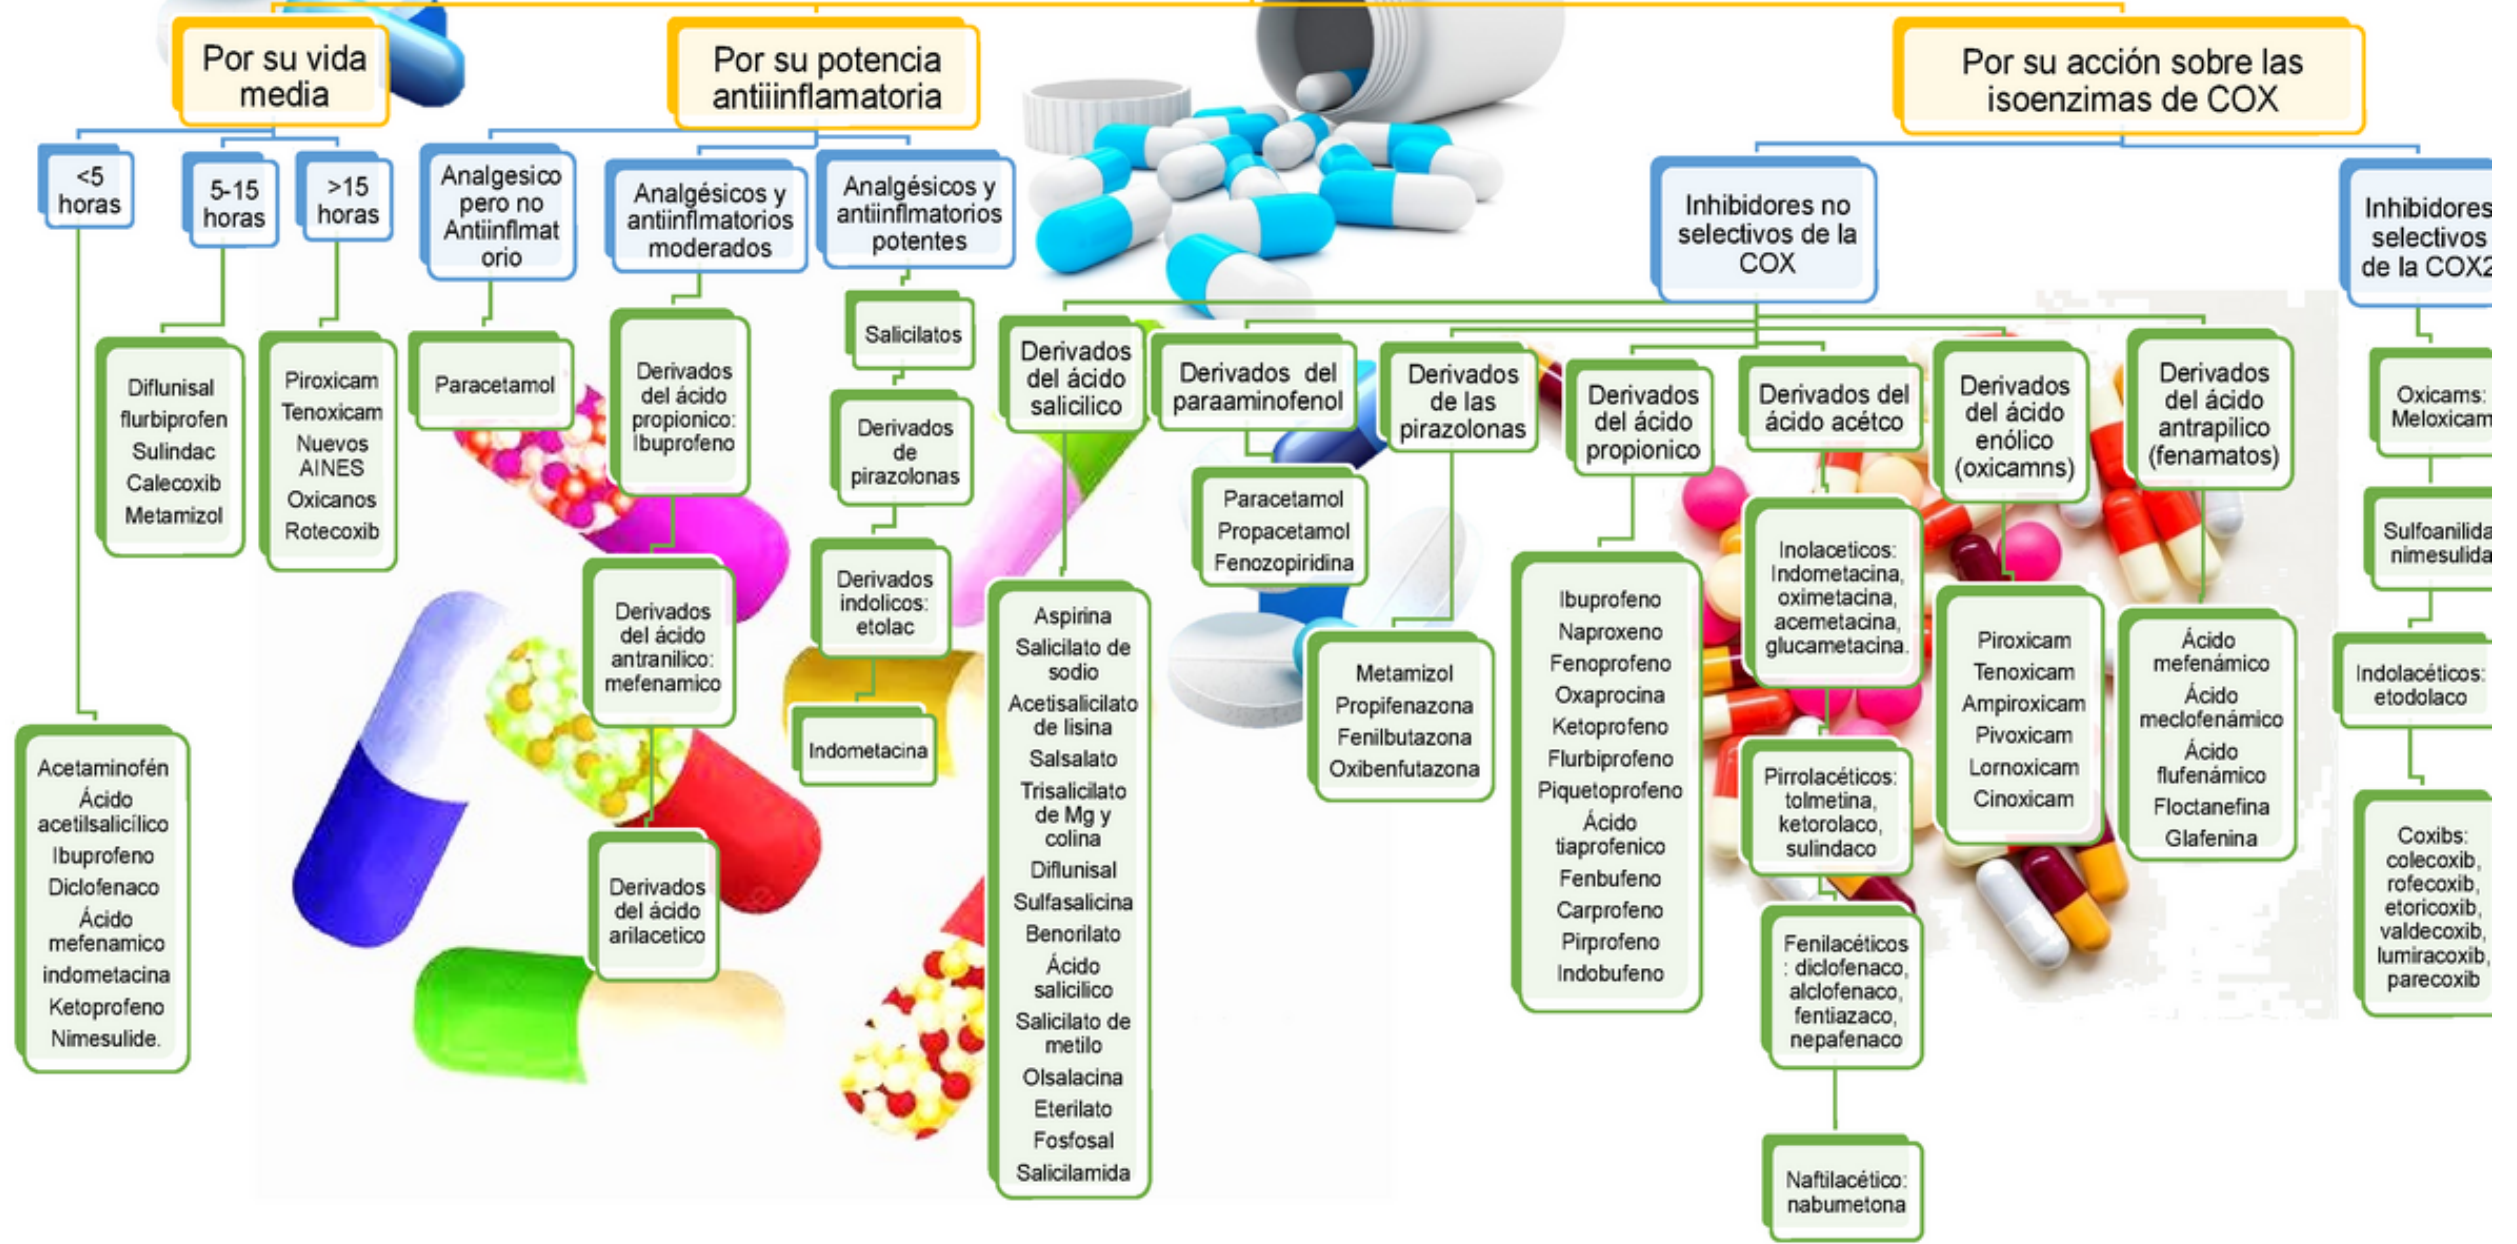 Por su vida
media
Por su potencia
antiiinflamatoria
Por su acción sobre las
isoenzimas de COX
<5
horas
5-15
horas
>15
horas
Analgesico
pero no
Antiinflmat
orio
Analgésicos y
antiinflmatorios
moderados
Analgésicos y
antiinflmatorios
potentes
Inhibidores no
selectivos de la
COX
Inhibidores
selectivos
de la COX2
Acetaminofén
Ácido
acetilsalicílico
Ibuprofeno
Diclofenaco
Ácido
mefenamico
indometacina
Ketoprofeno
Nimesulide.
Diflunisal
flurbiprofen
Sulindac
Calecoxib
Metamizol
Piroxicam
Tenoxicam
Nuevos
AINES
Oxicanos
Rotecoxib
Paracetamol
Derivados
del ácido
propionico:
Ibuprofeno
Derivados
del ácido
antranilico:
mefenamico
Derivados
del ácido
arilacetico
Salicilatos
Derivados
de
pirazolonas
Derivados
indolicos:
etolac
Indometacina
Derivados
del ácido
salicilico
Aspirina
Salicilato de
sodio
Acetisalicilato
de lisina
Salsalato
Trisalicilato
de Mg y
colina
Diflunisal
Sulfasalicina
Benorilato
Ácido
salicilico
Salicilato de
metilo
Olsalacina
Eterilato
Fosfosal
Salicilamida
Derivados del
paraaminofenol
Paracetamol
Propacetamol
Fenozopiridina
Derivados
de las
pirazolonas
Metamizol
Propifenazona
Fenilbutazona
Oxibenfutazona
Derivados
del ácido
propionico
Ibuprofeno
Naproxeno
Fenoprofeno
Oxaprocina
Ketoprofeno
Flurbiprofeno
Piquetoprofeno
Ácido
tiaprofenico
Fenbufeno
Carprofeno
Pirprofeno
Indobufeno
Derivados del
ácido acétco
Inolaceticos:
Indometacina,
oximetacina,
acemetacina,
glucametacina.
Pirrolacéticos:
tolmetina,
ketorolaco,
sulindaco
Fenilacéticos
: diclofenaco,
alclofenaco,
fentiazaco,
nepafenaco
Naftilacético:
nabumetona
Derivados
del ácido
enólico
(oxicamns)
Piroxicam
Tenoxicam
Ampiroxicam
Pivoxicam
Lornoxicam
Cinoxicam
Derivados
del ácido
antrapilico
(fenamatos)
Ácido
mefenámico
Ácido
meclofenámico
Ácido
flufenámico
Floctanefina
Glafenina
Oxicams:
Meloxicam
Sulfoanilida
nimesulida
Indolacéticos:
etodolaco
Coxibs:
colecoxib,
rofecoxib,
etoricoxib,
valdecoxib,
lumiracoxib,
parecoxib